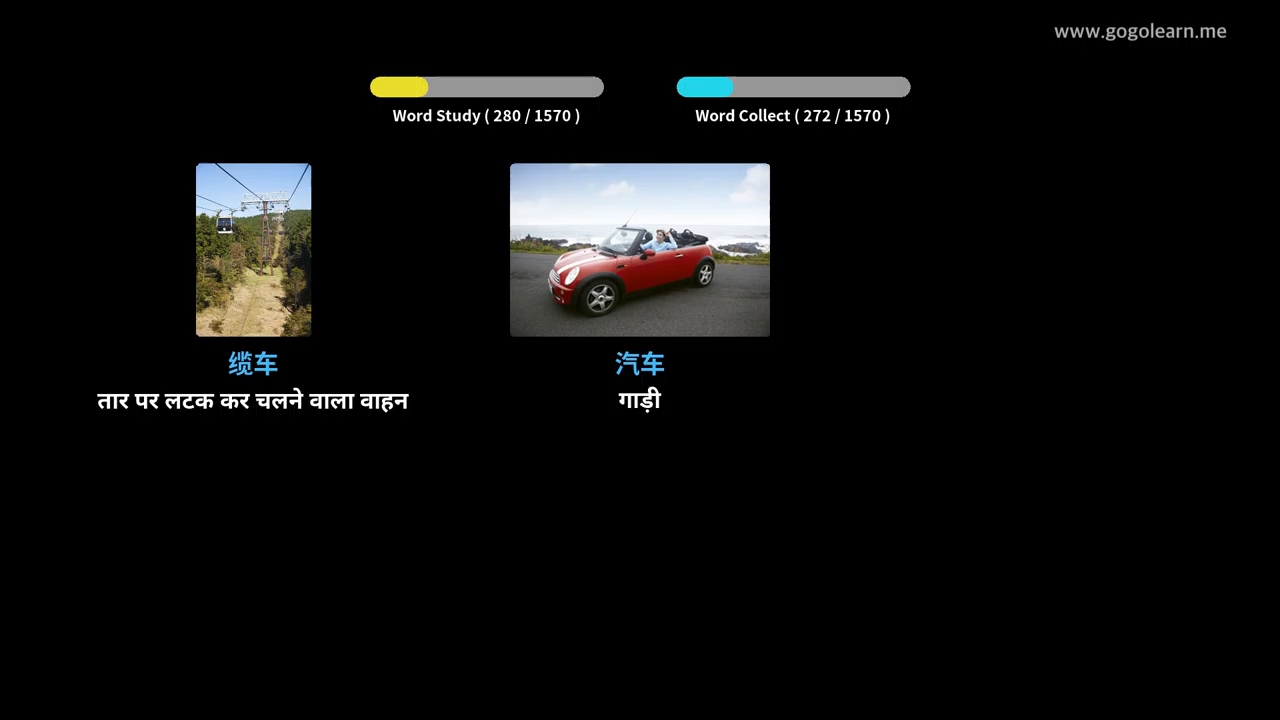 www.gogolearn.me
Word Study ( 280 / 1570 )
Word Collect ( 272 / 1570 )
缆车
तार पर लटक कर चलने वाला वाहन
汽车
गाड़ी